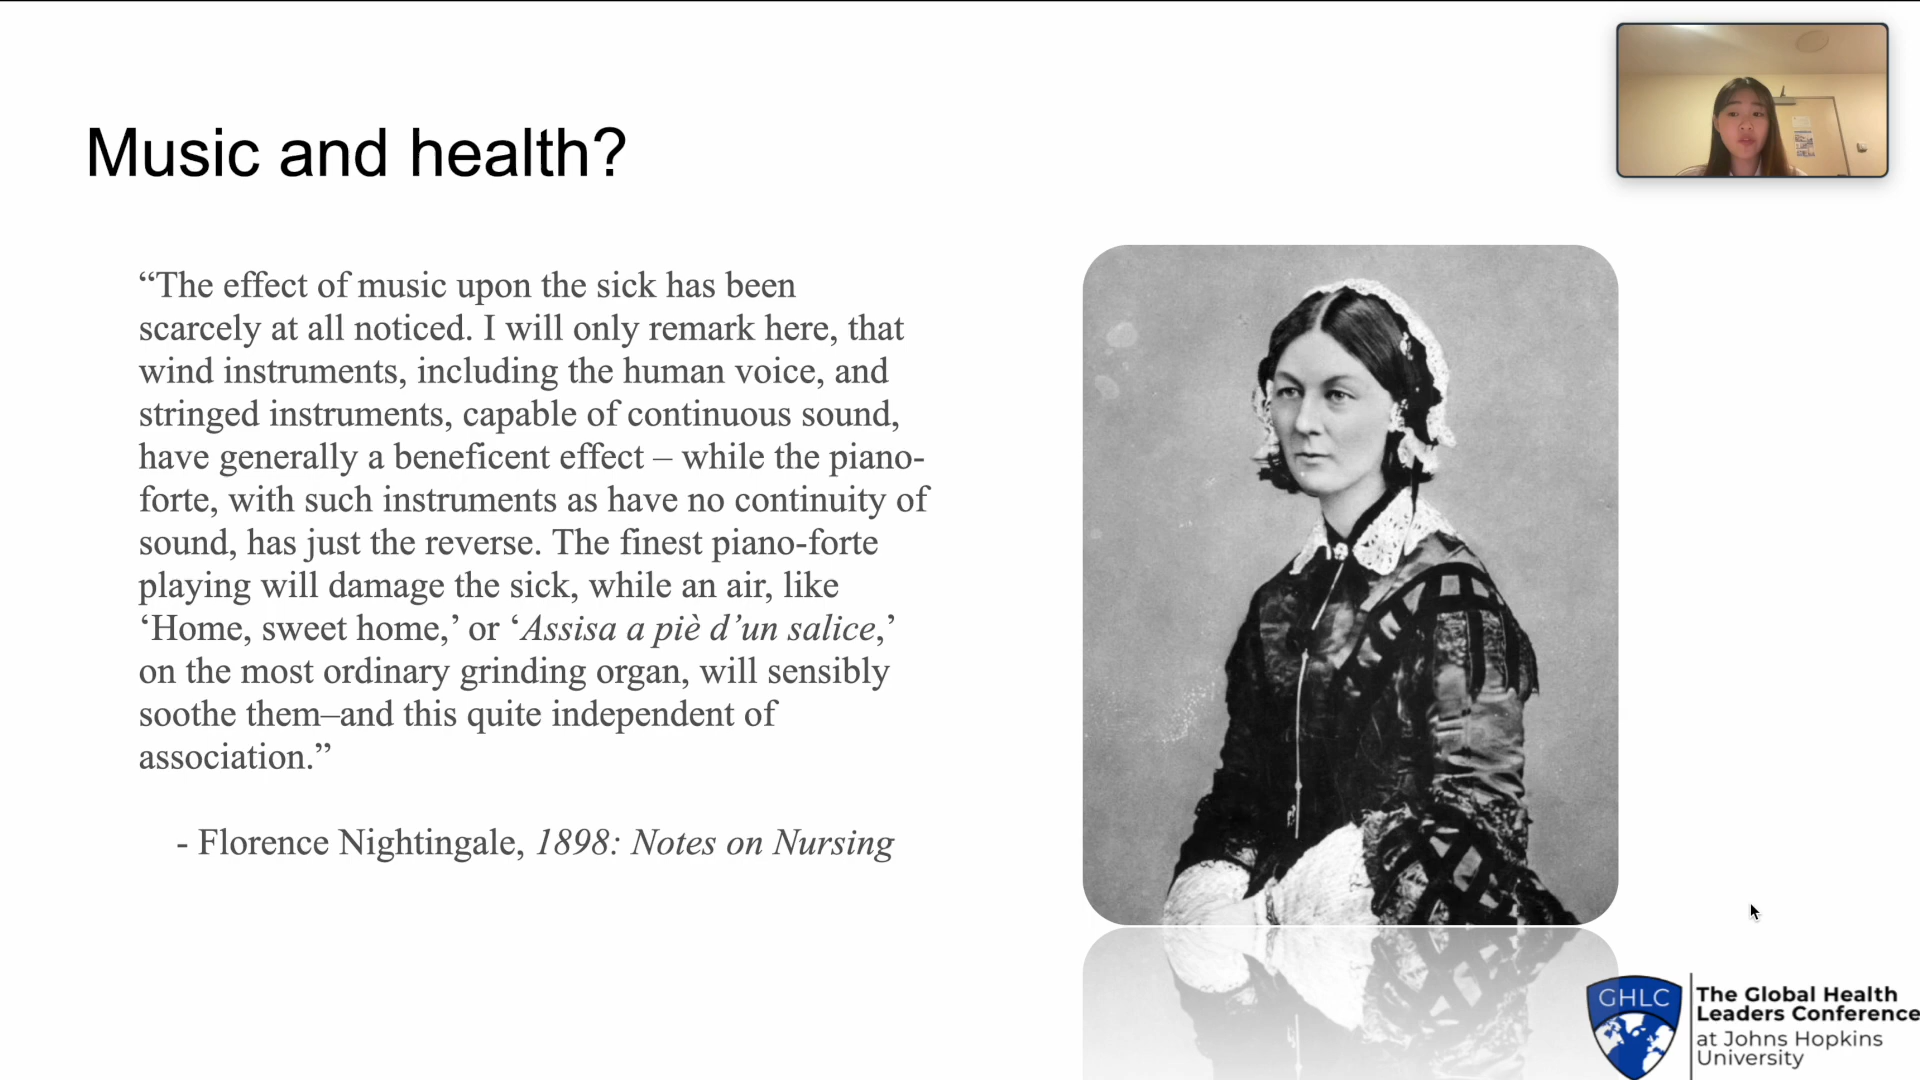 Music and health?
“The effect of music upon the sick has been
scarcely at all noticed. I will only remark here, that
wind instruments, including the human voice, and
stringed instruments, capable of continuous sound,
have generally a beneficent effect – while the piano-
forte, with such instruments as have no continuity of
sound, has just the reverse. The finest piano-forte
playing will damage the sick, while an air, like
‘Home, sweet home,’ or ‘Assisa a piè d’un salice,’
on the most ordinary grinding organ, will sensibly
soothe them–and this quite independent of
association.”
- Florence Nightingale, 1898: Notes on Nursing
GHLC
The Global Health
Leaders Conference
at Johns Hopkins
University